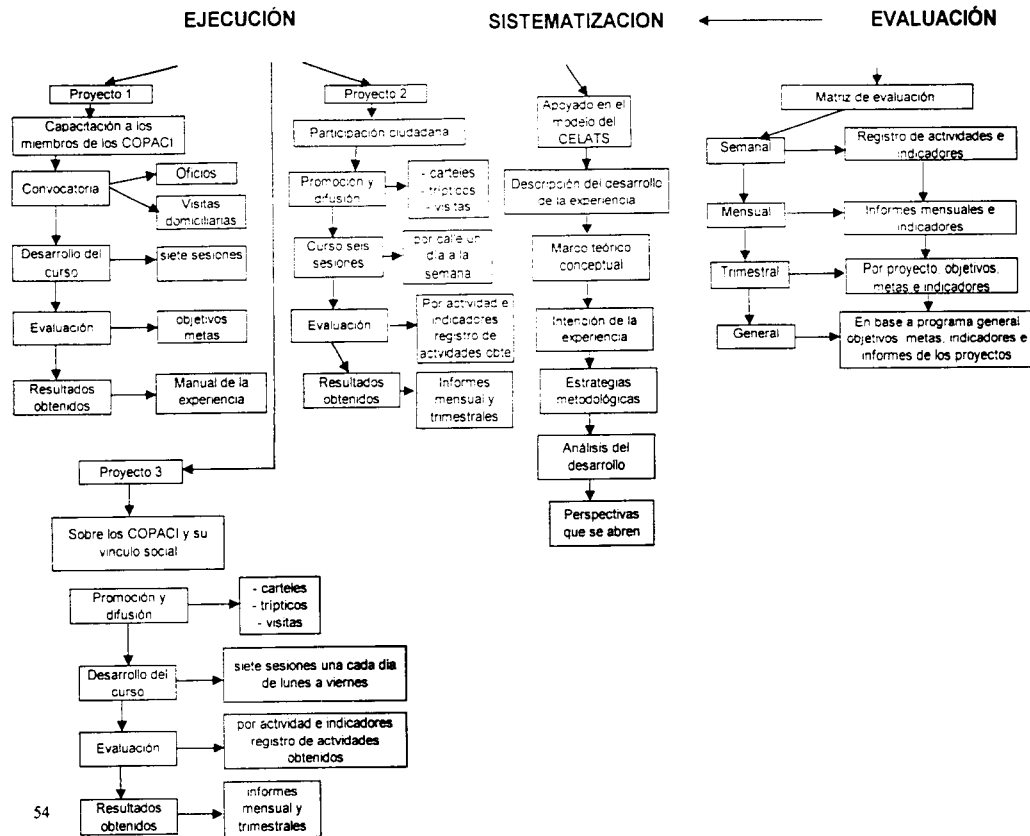 EJECUCIÓN
SISTEMATIZACION
EVALUACIÓN
Proyecto 1
Capacitación a los
miembros de los COPACI
Convocatoria
Oficios
Visitas
domiciliarias
Desarrollo del
curso
siete sesiones
Evaluación
objetivos
metas
Resultados
obtenidos
Manual de la
experiencia
Proyecto 2
Participación ciudadana
Promoción y
difusión
- carteles
- trípticos
- visitas
Curso seis
sesiones
por calle un
día a la
semana
Evaluación
Por actividad e
indicadores
registro de
actvidades obte
Resultados
obtenidos
Informes
mensual y
trimestrales
Proyecto 3
Sobre los COPACI y su
vinculo social
Promoción y
difusión
- carteles
- trípticos
- visitas
Desarrollo del
curso
siete sesiones una cada día
de lunes a viernes
Evaluación
por actividad e indicadores
registro de actvidades
obtenidos
Resultados
obtenidos
informes
mensual y
trimestrales
Apoyado en el
modelo del
CELATS
Descripción del desarrollo
de la experiencia
Marco teórico
conceptual
Intención de la
experiencia
Estrategias
metodológicas
Análisis del
desarrollo
Perspectivas
que se abren
Matriz de evaluación
Semanal
Registro de actividades e
indicadores
Mensual
Informes mensuales e
indicadores
Trimestral
Por proyecto, objetivos,
metas e indicadores
General
En base a programa general
objetivos metas, indicadores e
informes de los proyectos
54